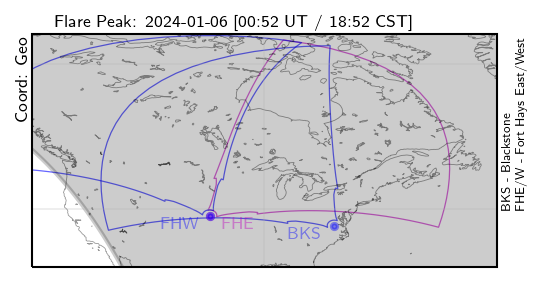 Flare Peak: 2024-01-06 [00:52 UT / 18:52 CST]
Coord: Geo
FHW
FHE
BKS
BKS - Blackstone
FHE/W - Fort Hays East/West